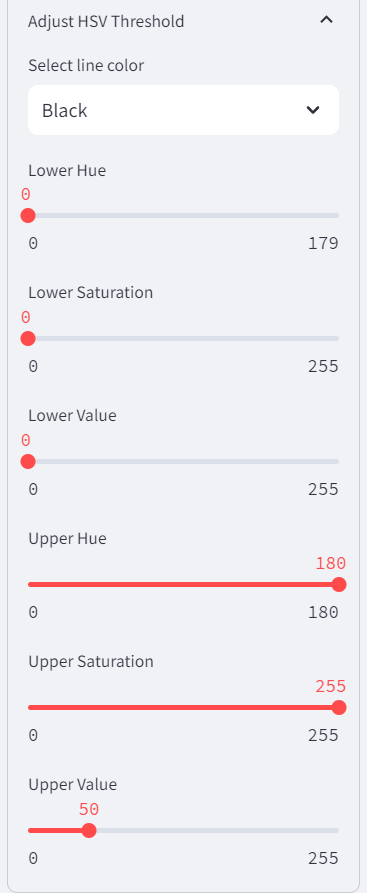 Adjust HSV Threshold
Select line color
Black
Lower Hue
0
0 179
Lower Saturation
0
0 255
Lower Value
0
0 255
Upper Hue
180
0 180
Upper Saturation
255
0 255
Upper Value
50
0 255